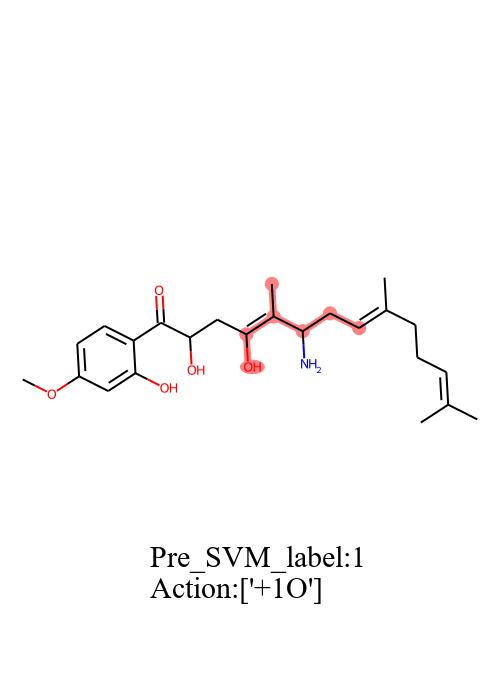 O
OH
OH
NH2
O
OH
Pre_SVM_label:1
Action:['+1O']